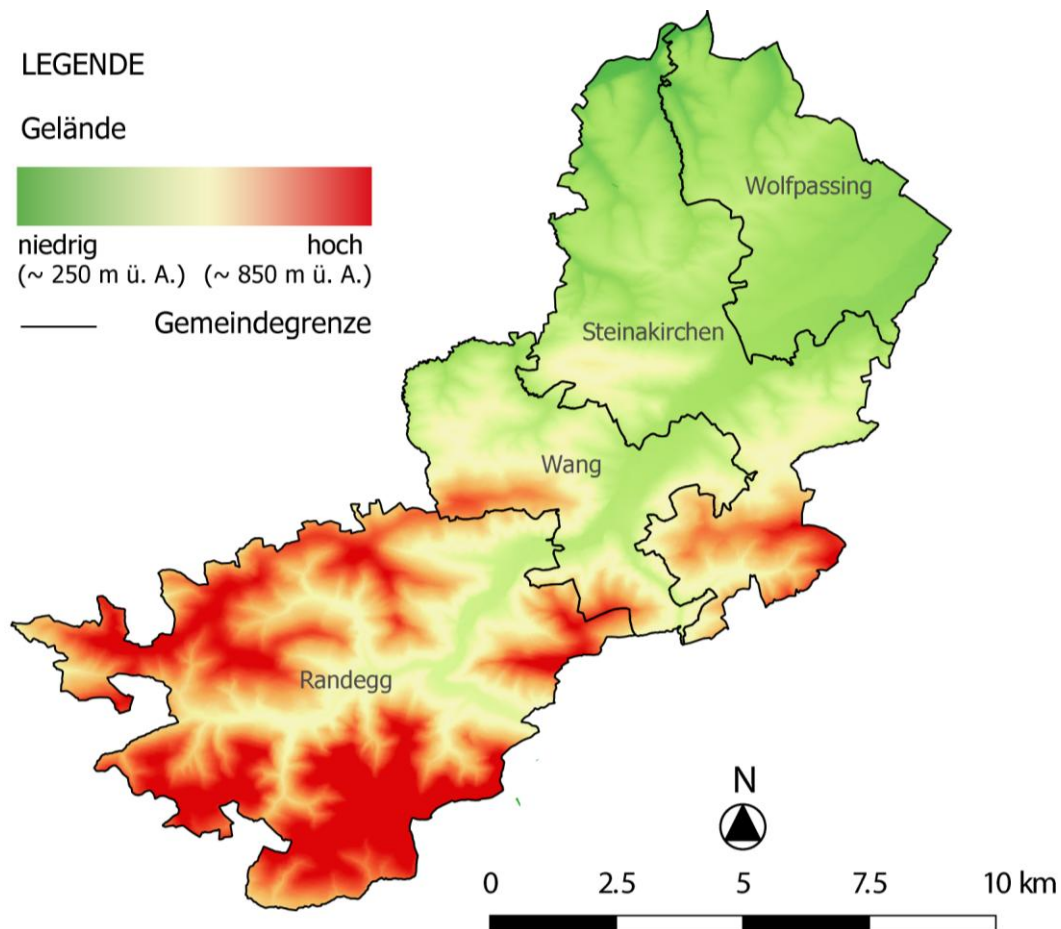 LEGENDE
Gelände
niedrig hoch
(~ 250 m ü. A.) (~ 850 m ü. A.)
Gemeindegrenze
Wolfpassing
Steinakirchen
Wang
Randegg
N
0 2.5 5 7.5 10 km